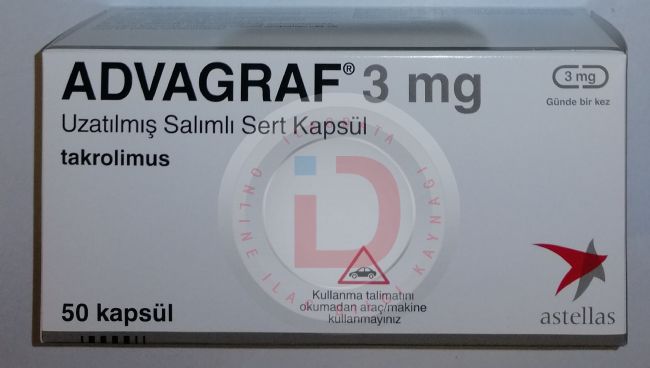 ADVAGRAF® 3 mg
Uzatılmış Salımlı Sert Kapsül
takrolimus
3 mg
Günde bir kez
Kullanma talimatını
okumadan araç/makine
kullanmayınız
50 kapsül
astellas